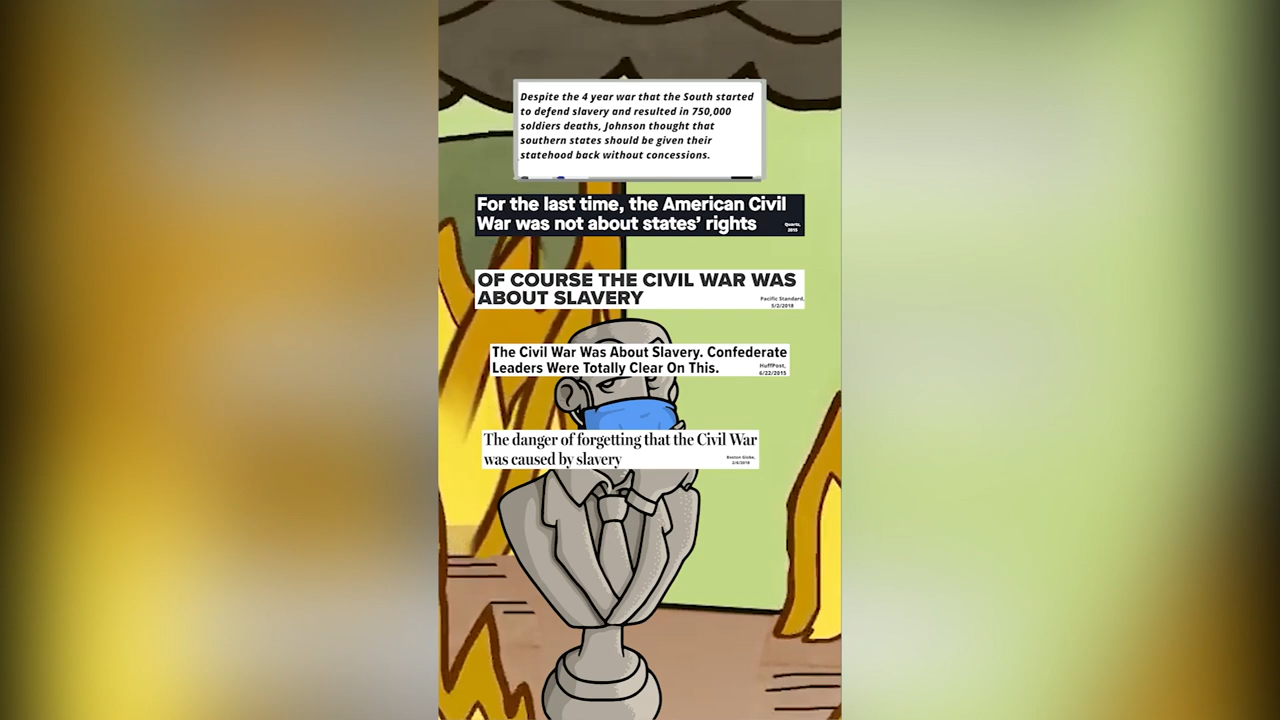 Despite the 4 year war that the South started
to defend slavery and resulted in 750,000
soldiers deaths, Johnson thought that
southern states should be given their
statehood back without concessions.
For the last time, the American Civil
War was not about states’ rights
Quartz,
2015
OF COURSE THE CIVIL WAR WAS
ABOUT SLAVERY
Pacific Standard,
5/2/2018
The Civil War Was About Slavery. Confederate
Leaders Were Totally Clear On This.
HuffPost,
6/22/2015
The danger of forgetting that the Civil War
was caused by slavery
Boston Globe,